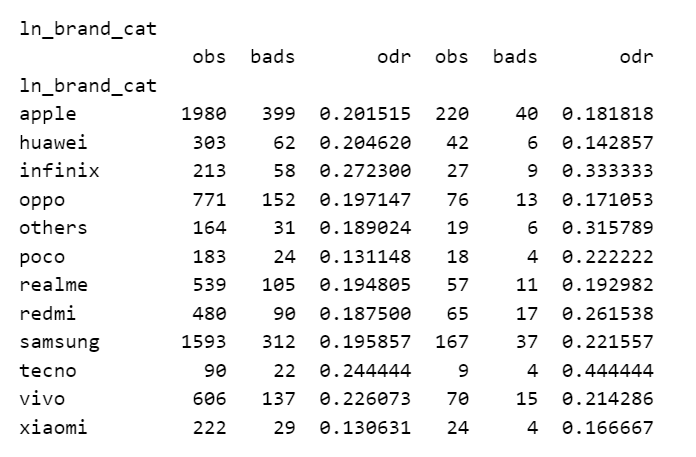 ln_brand_cat
obs bads odr obs bads odr
ln_brand_cat
apple 1980 399 0.201515 220 40 0.181818
huawei 303 62 0.204620 42 6 0.142857
infinix 213 58 0.272300 27 9 0.333333
oppo 771 152 0.197147 76 13 0.171053
others 164 31 0.189024 19 6 0.315789
poco 183 24 0.131148 18 4 0.222222
realme 539 105 0.194805 57 11 0.192982
redmi 480 90 0.187500 65 17 0.261538
samsung 1593 312 0.195857 167 37 0.221557
tecno 90 22 0.244444 9 4 0.444444
vivo 606 137 0.226073 70 15 0.214286
xiaomi 222 29 0.130631 24 4 0.166667